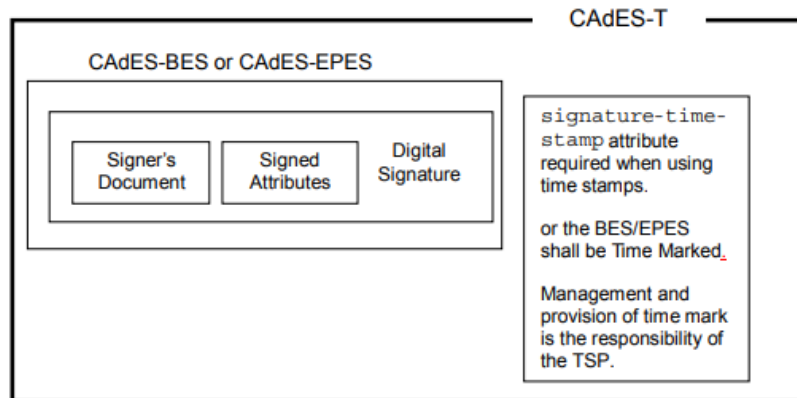 CAdES-T
CAdES-BES or CAdES-EPES
Signer's
Document
Signed
Attributes
Digital
Signature
signature-time-
stamp attribute
required when using
time stamps.
or the BES/EPES
shall be Time Marked.
Management and
provision of time mark
is the responsibility of
the TSP.